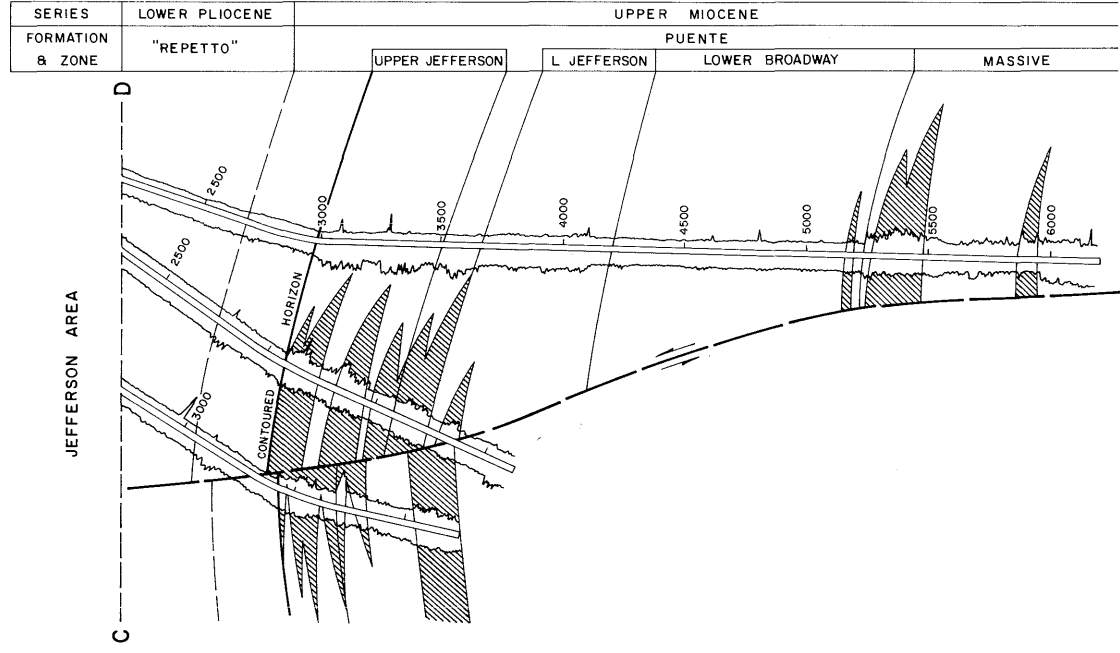 SERIES LOWER PLIOCENE UPPER MIOCENE
FORMATION & ZONE "REPETTO" PUENTE
UPPER JEFFERSON L JEFFERSON LOWER BROADWAY MASSIVE
D
2500
3000
3500
4000
4500
5000
5500
6000
2500
HORIZON
CONTOURED
3000
JEFFERSON AREA
C